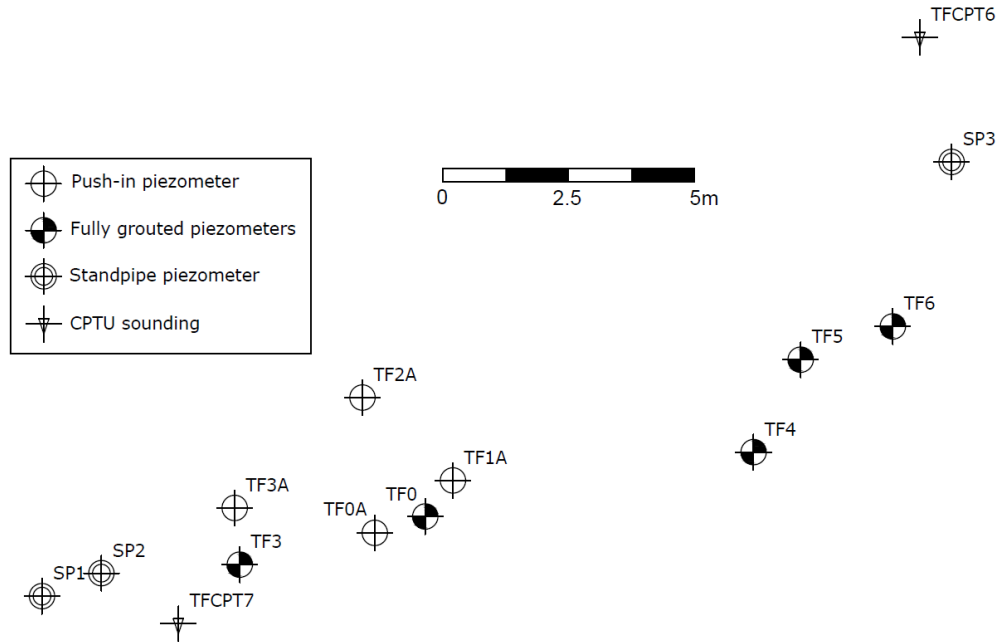 TFCPT6
SP3
Push-in piezometer
Fully grouted piezometers
Standpipe piezometer
CPTU sounding
0 2.5 5m
TF6
TF5
TF2A
TF4
TF1A
TF3A
TF0
TF0A
TF3
SP2
SP1
TFCPT7